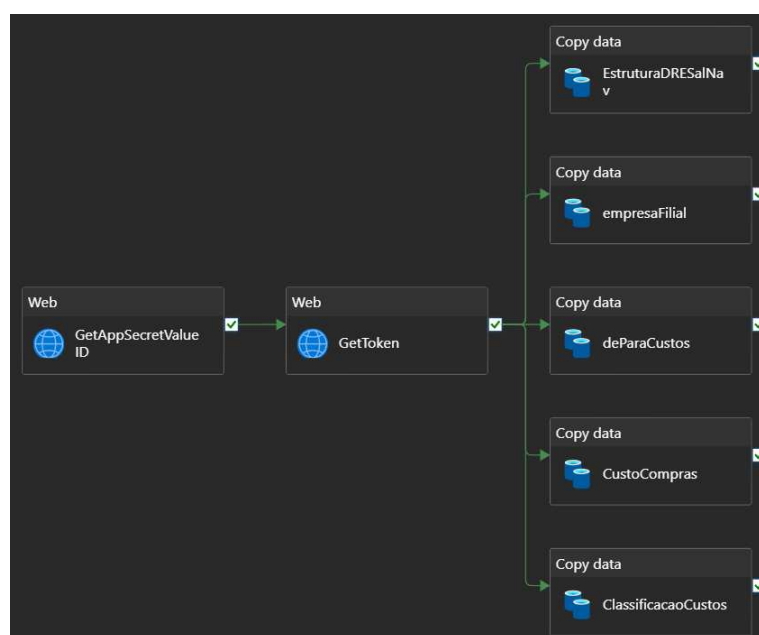 Copy data
EstruturaDRESalNa
v
Copy data
empresaFilial
Web
GetAppSecretValue
ID
Web
GetToken
Copy data
deParaCustos
Copy data
CustoCompras
Copy data
ClassificacaoCustos